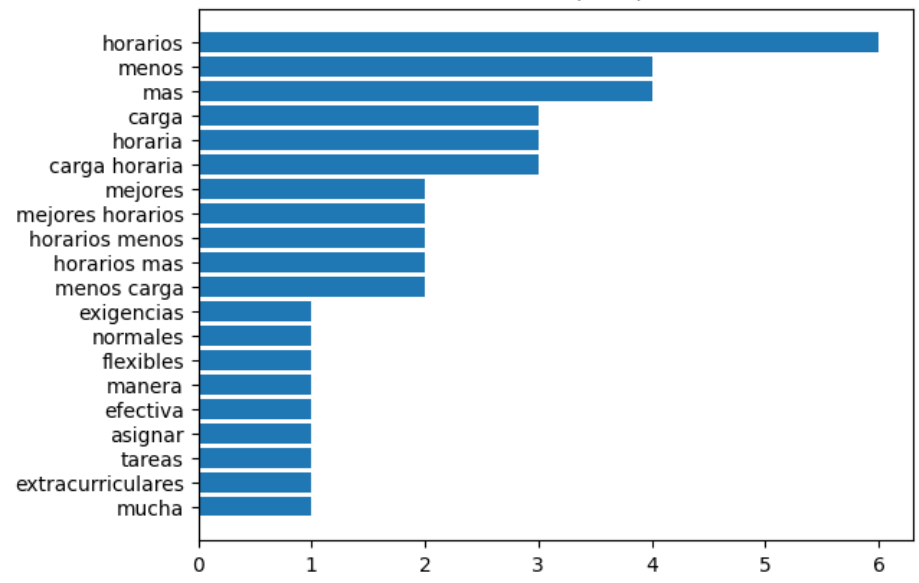 horarios
menos
mas
carga
horaria
carga horaria
mejores
mejores horarios
horarios menos
horarios mas
menos carga
exigencias
normales
flexibles
manera
efectiva
asignar
tareas
extracurriculares
mucha
0 1 2 3 4 5 6